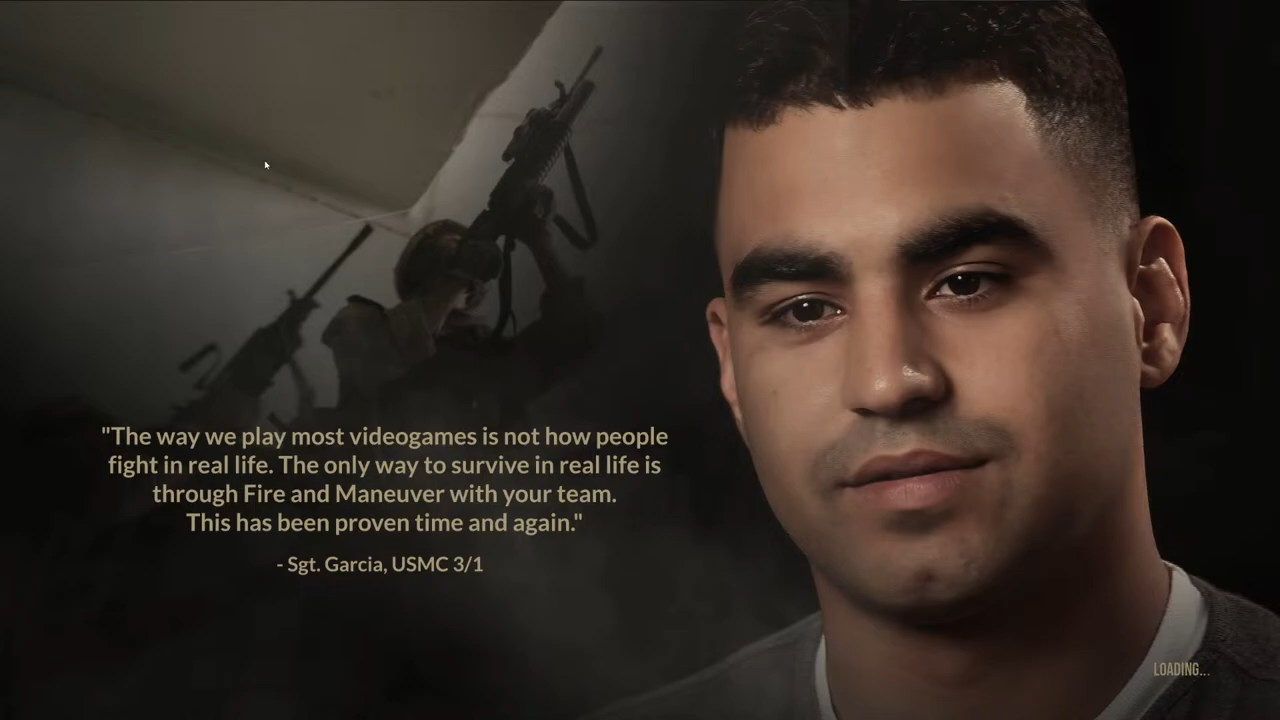 "The way we play most videogames is not how people
fight in real life. The only way to survive in real life is
through Fire and Maneuver with your team.
This has been proven time and again."
- Sgt. Garcia, USMC 3/1
LOADING...